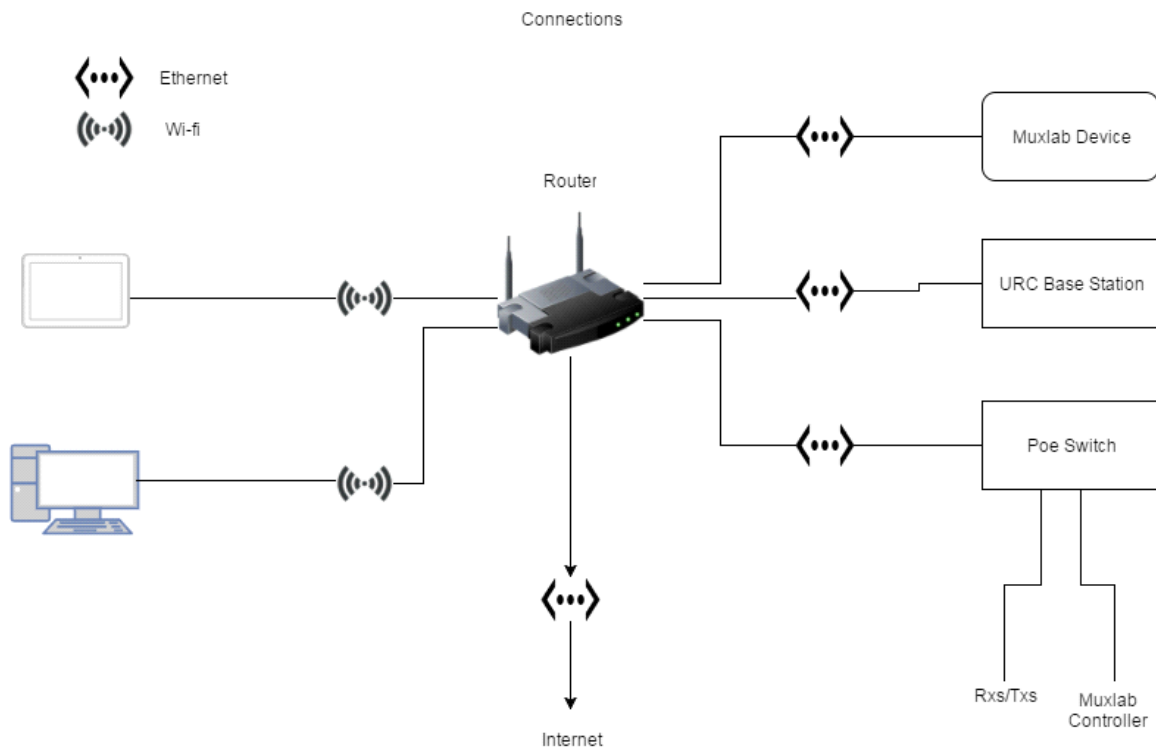 Connections
Ethernet
Wi-fi
Router
Muxlab Device
URC Base Station
Poe Switch
Rxs/Txs
Muxlab
Controller
Internet